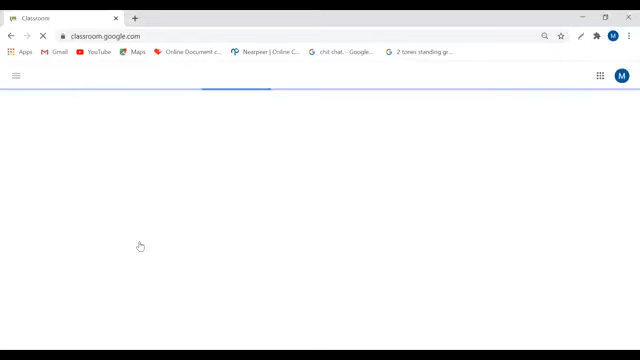 Classroom
classroom.google.com
M
Apps Gmail YouTube Maps Online Document c... Nearpeer | Online C... chit chat. - Google... 2 tones standing gr...
M